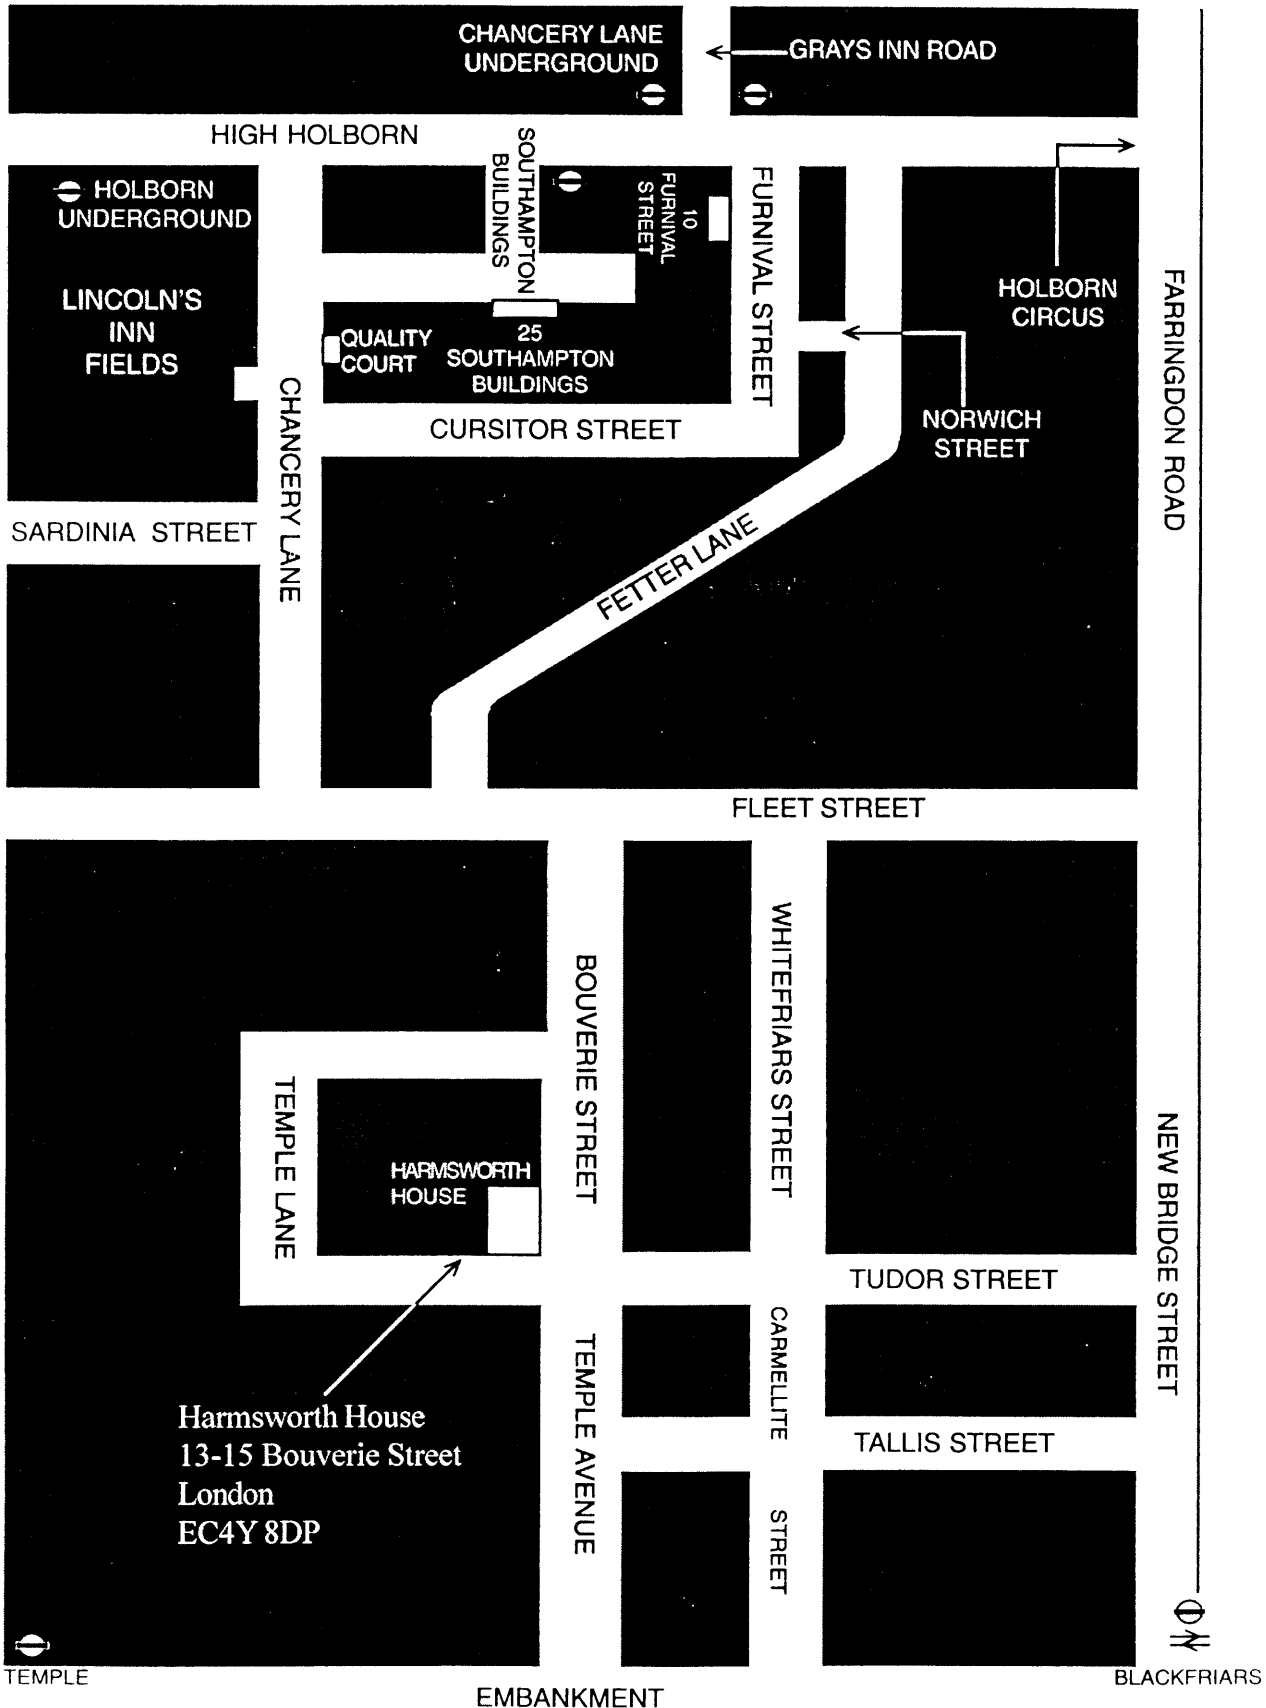 CHANCERY LANE
UNDERGROUND
GRAYS INN ROAD
HIGH HOLBORN
HOLBORN
UNDERGROUND
SOUTHAMPTON
BUILDINGS
10
FURNIVAL
STREET
FURNIVAL STREET
LINCOLN'S
INN
FIELDS
QUALITY
COURT
25
SOUTHAMPTON
BUILDINGS
HOLBORN
CIRCUS
FARRINGDON ROAD
CHANCERY LANE
CURSITOR STREET
NORWICH
STREET
SARDINIA STREET
FETTER LANE
FLEET STREET
BOUVERIE STREET
WHITEFRIARS STREET
TEMPLE LANE
HARMSWORTH
HOUSE
NEW BRIDGE STREET
TUDOR STREET
CARMELLITE
STREET
TEMPLE AVENUE
TALLIS STREET
Harmsworth House
13-15 Bouverie Street
London
EC4Y 8DP
TEMPLE
BLACKFRIARS
EMBANKMENT